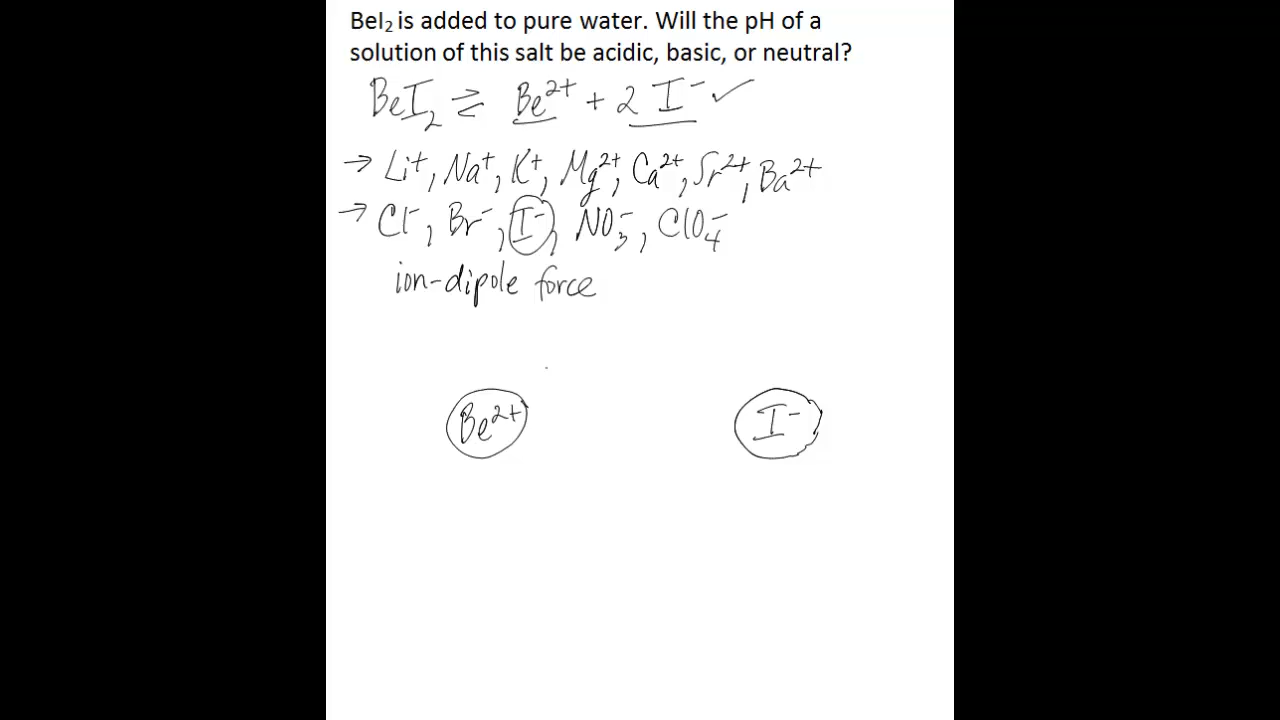 BeI₂ is added to pure water. Will the pH of a
solution of this salt be acidic, basic, or neutral?
BeI₂ ⇌ Be²⁺ + 2 I⁻ ✓
→ Li⁺, Na⁺, K⁺, Mg²⁺, Ca²⁺, Sr²⁺, Ba²⁺
→ Cl⁻, Br⁻, I⁻, NO₃⁻, ClO₄⁻
ion-dipole force
Be²⁺ I⁻